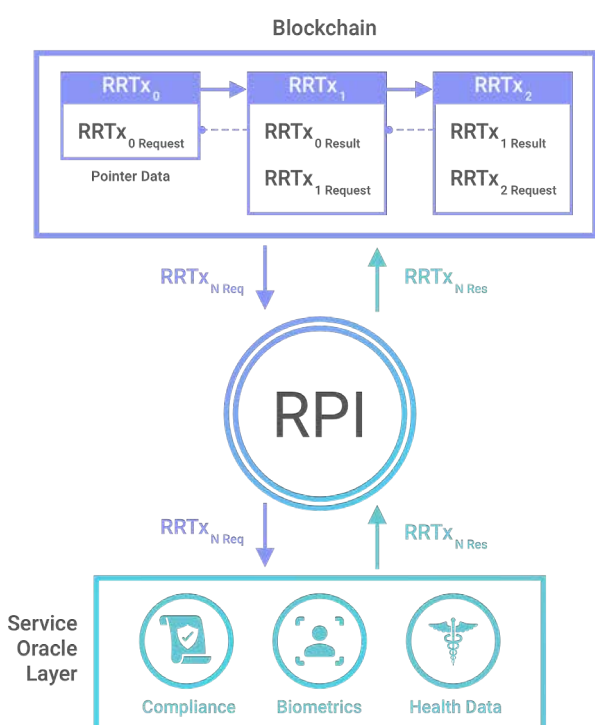 Blockchain
RRTx0 RRTx1 RRTx2
RRTx0 Request RRTx0 Result RRTx1 Result
Pointer Data RRTx1 Request RRTx2 Request
RRTxN Req RRTxN Res
RPI
RRTxN Req RRTxN Res
Service
Oracle
Layer
Compliance Biometrics Health Data